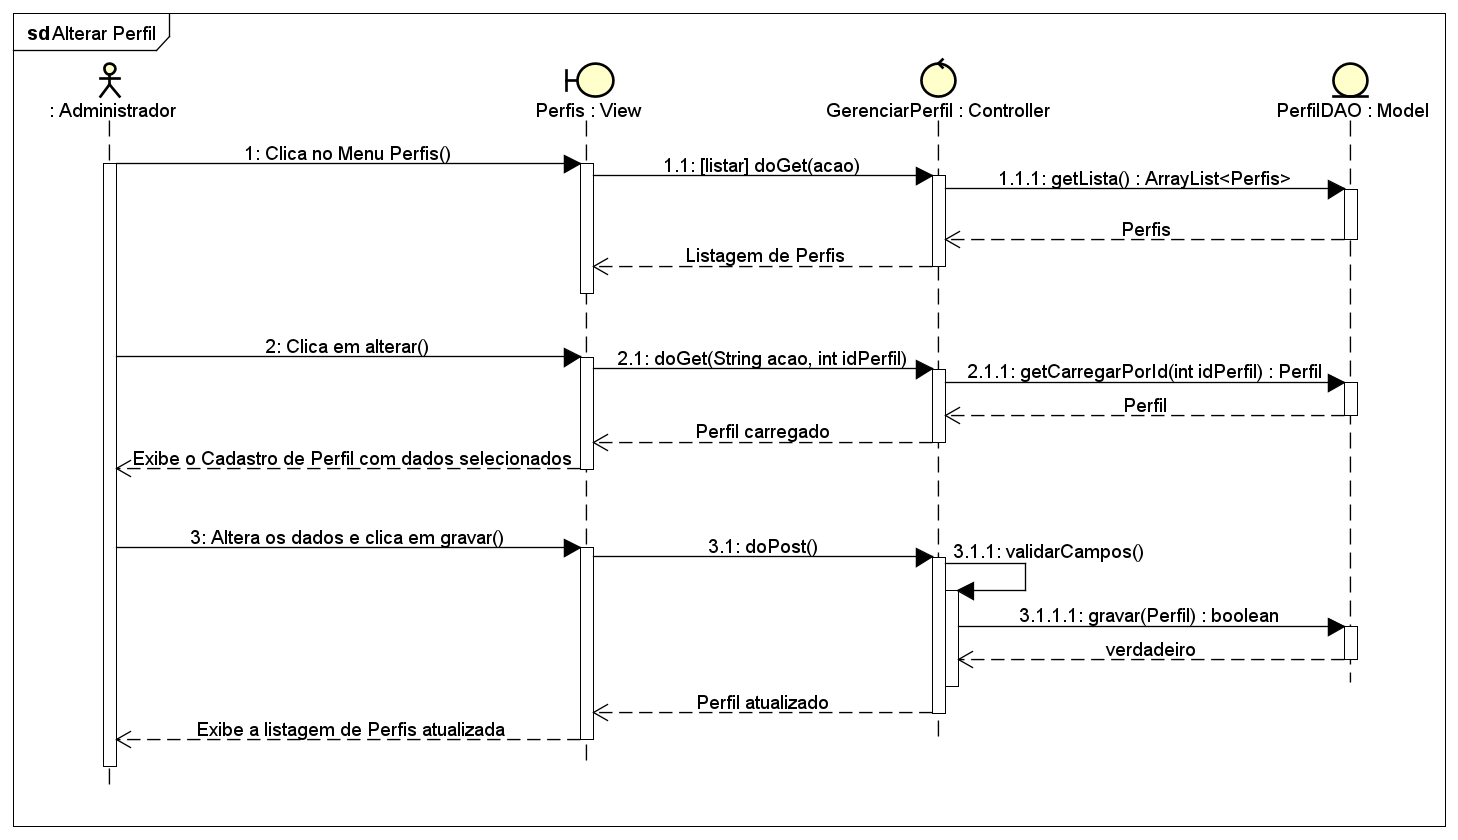 sd Alterar Perfil
: Administrador
Perfis : View
GerenciarPerfil : Controller
PerfilDAO : Model
1: Clica no Menu Perfis()
1.1: [listar] doGet(acao)
1.1.1: getLista() : ArrayList<Perfis>
Perfis
Listagem de Perfis
2: Clica em alterar()
2.1: doGet(String acao, int idPerfil)
2.1.1: getCarregarPorId(int idPerfil) : Perfil
Perfil
Perfil carregado
Exibe o Cadastro de Perfil com dados selecionados
3: Altera os dados e clica em gravar()
3.1: doPost()
3.1.1: validarCampos()
3.1.1.1: gravar(Perfil) : boolean
verdadeiro
Perfil atualizado
Exibe a listagem de Perfis atualizada